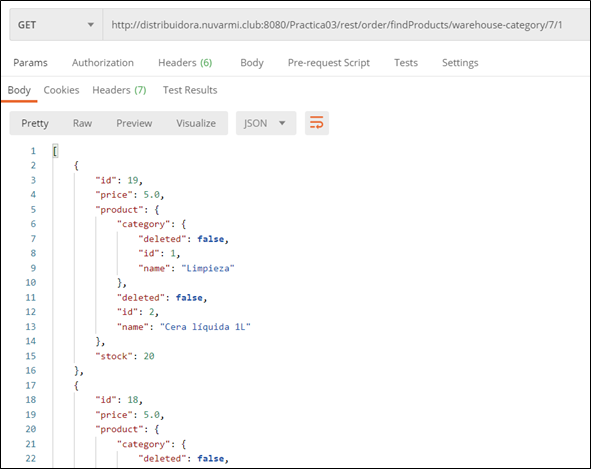 GET http://distribuidora.nuvarmi.club:8080/Practica03/rest/order/findProducts/warehouse-category/7/1
Params Authorization Headers (6) Body Pre-request Script Tests Settings
Body Cookies Headers (7) Test Results
Pretty Raw Preview Visualize JSON
1 [
2 {
3 "id": 19,
4 "price": 5.0,
5 "product": {
6 "category": {
7 "deleted": false,
8 "id": 1,
9 "name": "Limpieza"
10 },
11 "deleted": false,
12 "id": 2,
13 "name": "Cera líquida 1L"
14 },
15 "stock": 20
16 },
17 {
18 "id": 18,
19 "price": 5.0,
20 "product": {
21 "category": {
22 "deleted": false,